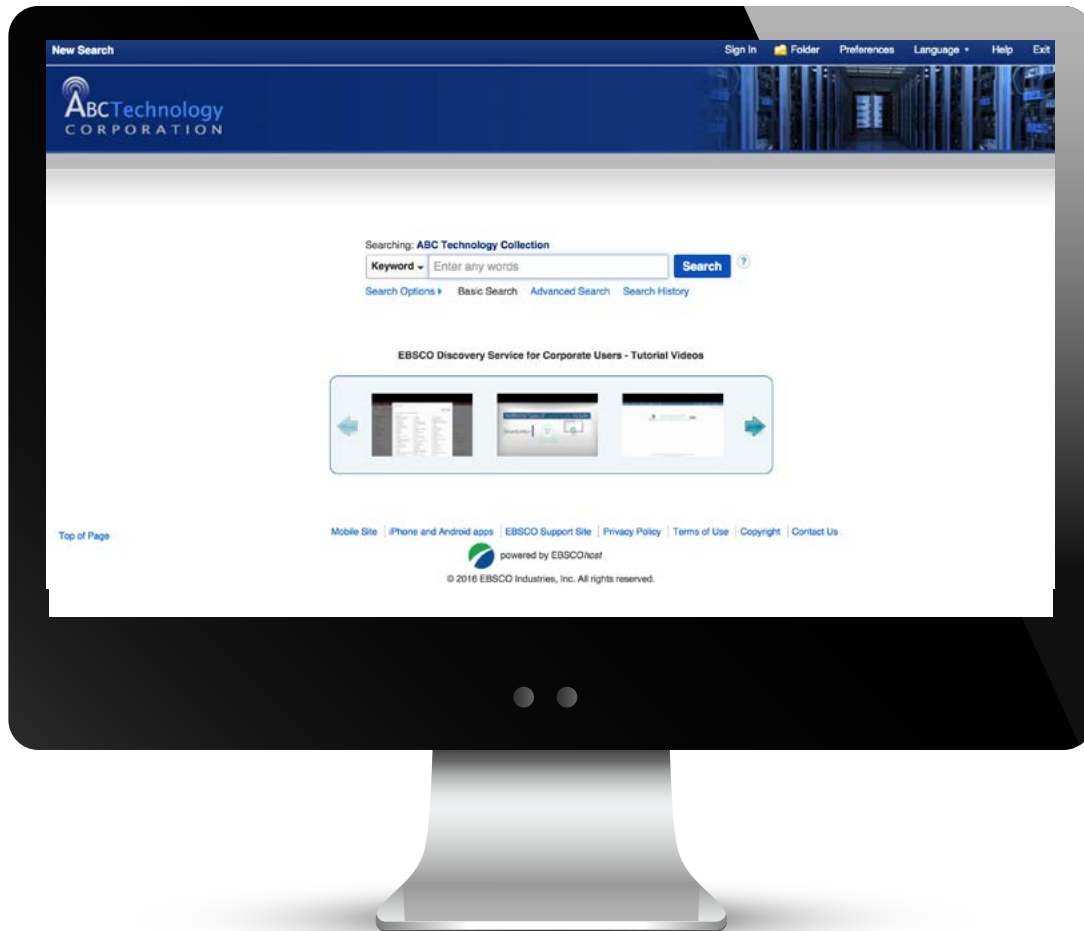 New Search Sign In Folder Preferences Language Help Exit
ABCTechnology
CORPORATION
Searching: ABC Technology Collection
Keyword Enter any words Search ?
Search Options Basic Search Advanced Search Search History
EBSCO Discovery Service for Corporate Users - Tutorial Videos
Top of Page
Mobile Site iPhone and Android apps EBSCO Support Site Privacy Policy Terms of Use Copyright Contact Us
powered by EBSCOhost
© 2016 EBSCO Industries, Inc. All rights reserved.